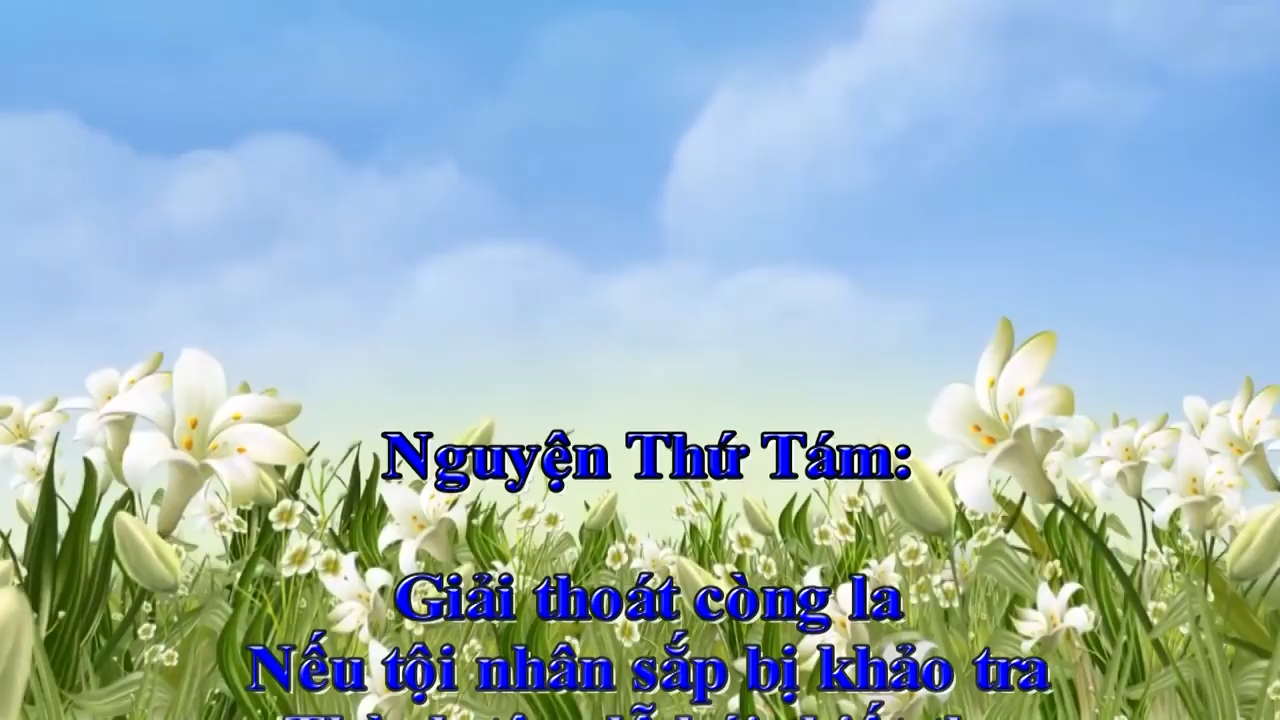 Nguyện Thứ Tám:
Giải thoát còng la
Nếu tội nhân sắp bị khảo tra